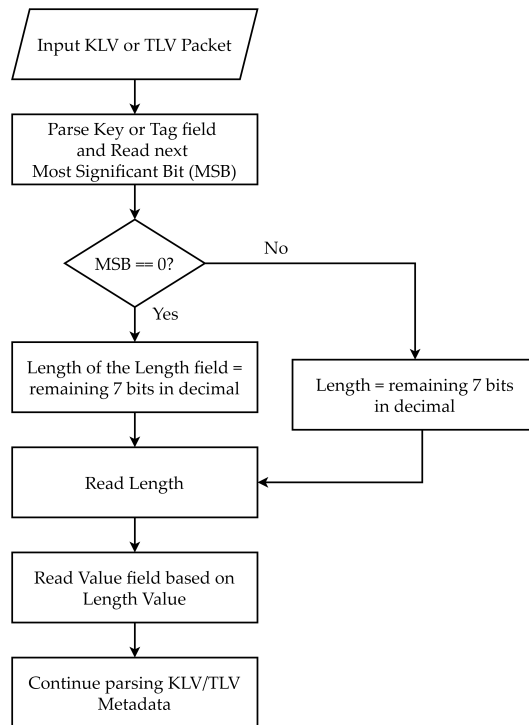 Input KLV or TLV Packet
Parse Key or Tag field
and Read next
Most Significant Bit (MSB)
MSB == 0?
No
Yes
Length of the Length field =
remaining 7 bits in decimal
Length = remaining 7 bits
in decimal
Read Length
Read Value field based on
Length Value
Continue parsing KLV/TLV
Metadata